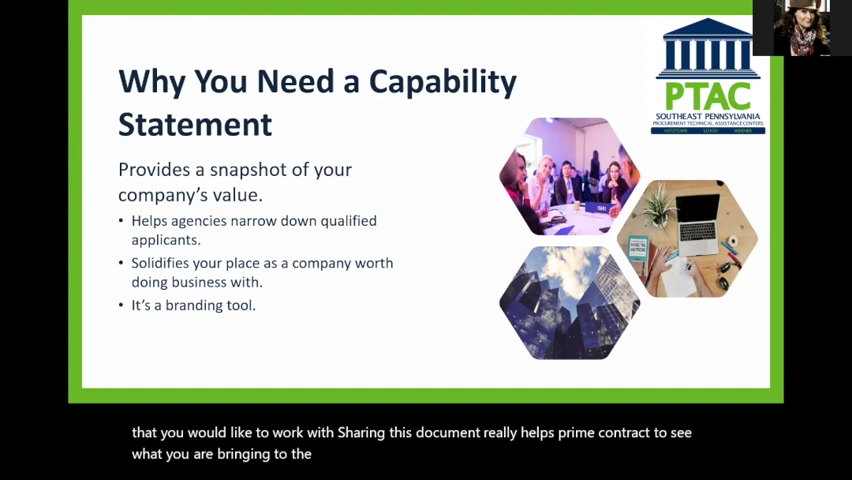 Why You Need a Capability
Statement
Provides a snapshot of your
company's value.
• Helps agencies narrow down qualified
applicants.
• Solidifies your place as a company worth
doing business with.
• It's a branding tool.
PTAC
SOUTHEAST PENNSYLVANIA
PROCUREMENT TECHNICAL ASSISTANCE CENTERS
KUTZTOWN LEHIGH WIDENER
that you would like to work with Sharing this document really helps prime contract to see
what you are bringing to the